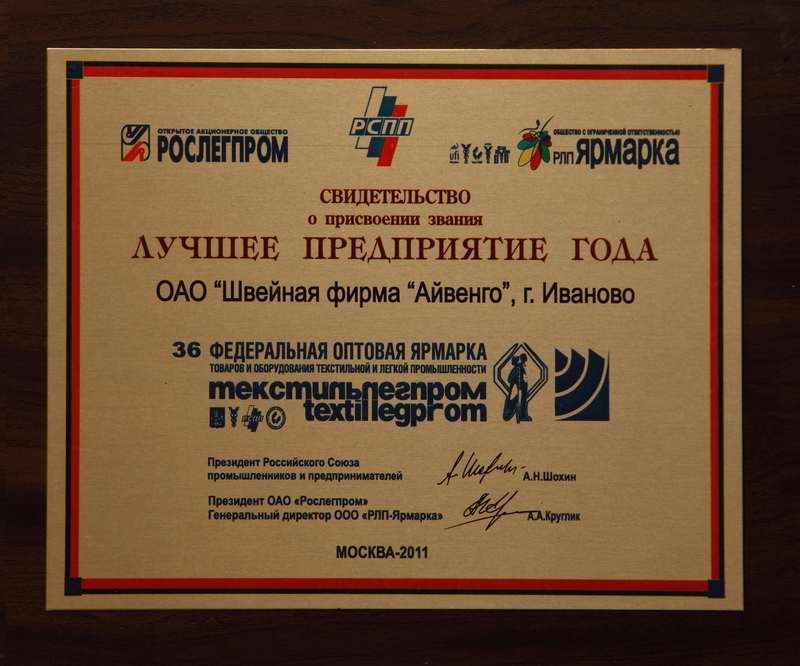 ОТКРЫТОЕ АКЦИОНЕРНОЕ ОБЩЕСТВО
РОСЛЕГПРОМ
РСПП
ufi
ОБЩЕСТВО С ОГРАНИЧЕННОЙ ОТВЕТСТВЕННОСТЬЮ
РЛП ЯРМАРКА
СВИДЕТЕЛЬСТВО
о присвоении звания
ЛУЧШЕЕ ПРЕДПРИЯТИЕ ГОДА
ОАО “Швейная фирма “Айвенго”, г. Иваново
36 ФЕДЕРАЛЬНАЯ ОПТОВАЯ ЯРМАРКА
ТОВАРОВ И ОБОРУДОВАНИЯ ТЕКСТИЛЬНОЙ И ЛЕГКОЙ ПРОМЫШЛЕННОСТИ
текстильлегпром
textillegprom
РСПП
Президент Российского Союза
промышленников и предпринимателей
А.Н.Шохин
Президент ОАО «Рослегпром»
Генеральный директор ООО «РЛП-Ярмарка»
А.А.Круглик
МОСКВА-2011